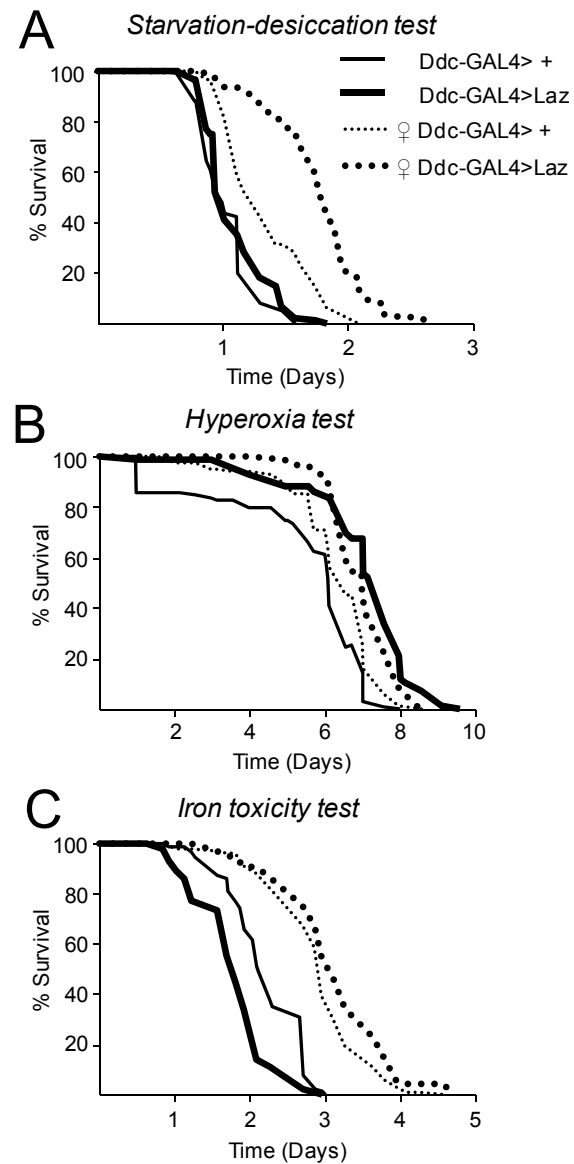 A Starvation-desiccation test
Ddc-GAL4> +
Ddc-GAL4>Laz
♀ Ddc-GAL4> +
♀ Ddc-GAL4>Laz
100
80
60
40
20
% Survival
1 2 3
Time (Days)
B Hyperoxia test
100
80
60
40
20
% Survival
2 4 6 8 10
Time (Days)
C Iron toxicity test
100
80
60
40
20
% Survival
1 2 3 4 5
Time (Days)